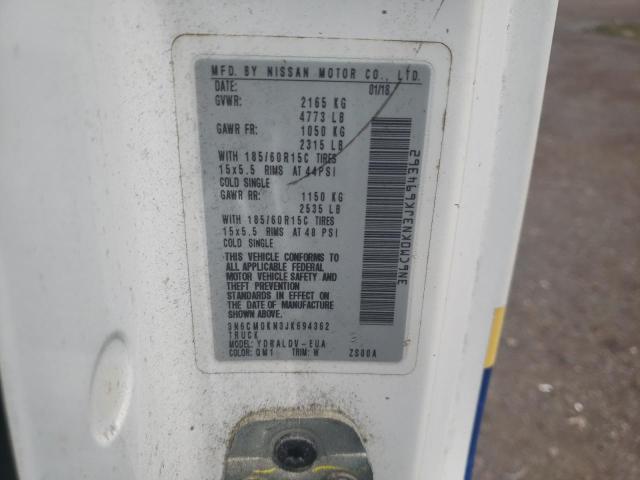 MFD. BY NISSAN MOTOR CO., LTD.
DATE: 01/18
GVWR: 2165 KG
4773 LB
GAWR FR: 1050 KG
2315 LB
WITH 185/60R15C TIRES
15x5.5 RIMS AT 44PSI
COLD SINGLE
GAWR RR: 1150 KG
2535 LB
WITH 185/60R15C TIRES
15x5.5 RIMS AT 48 PSI
COLD SINGLE
THIS VEHICLE CONFORMS TO
ALL APPLICABLE FEDERAL
MOTOR VEHICLE SAFETY AND
THEFT PREVENTION
STANDARDS IN EFFECT ON THE
DATE OF MANUFACTURE
SHOWN ABOVE.
3N6CM0KN3JK694362
TRUCK
MODEL: YDRALDV-EUA
COLOR: QM1 TRIM: W ZS00A
3N6CM0KN3JK694362